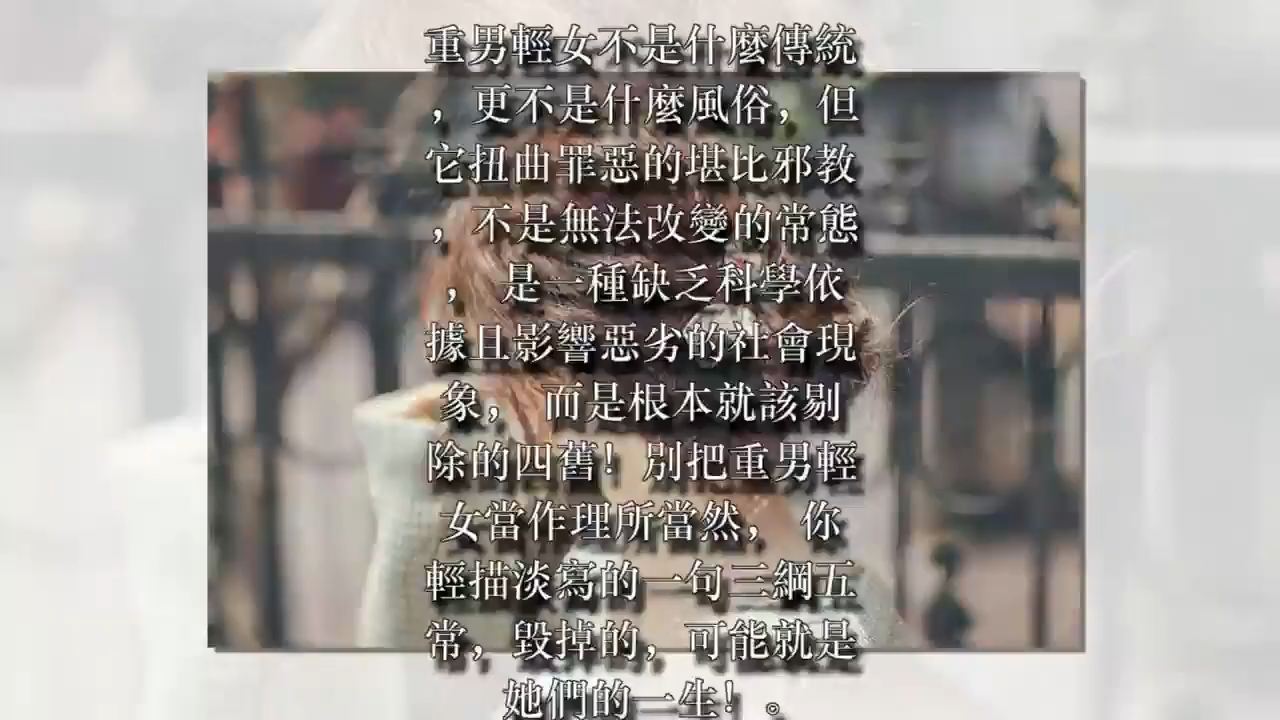 重男輕女不是什麼傳統
，更不是什麼風俗，但
它扭曲罪惡的堪比邪教
，不是無法改變的常態
， 是一種缺乏科學依
據且影響惡劣的社會現
象， 而是根本就該剔
除的四舊！別把重男輕
女當作理所當然， 你
輕描淡寫的一句三綱五
常，毀掉的，可能就是
她們的一生！。